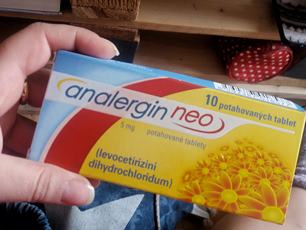 analergin neo
10 potahovaných tablet
5 mg potahované tablety
(levocetirizini
dihydrochloridum)